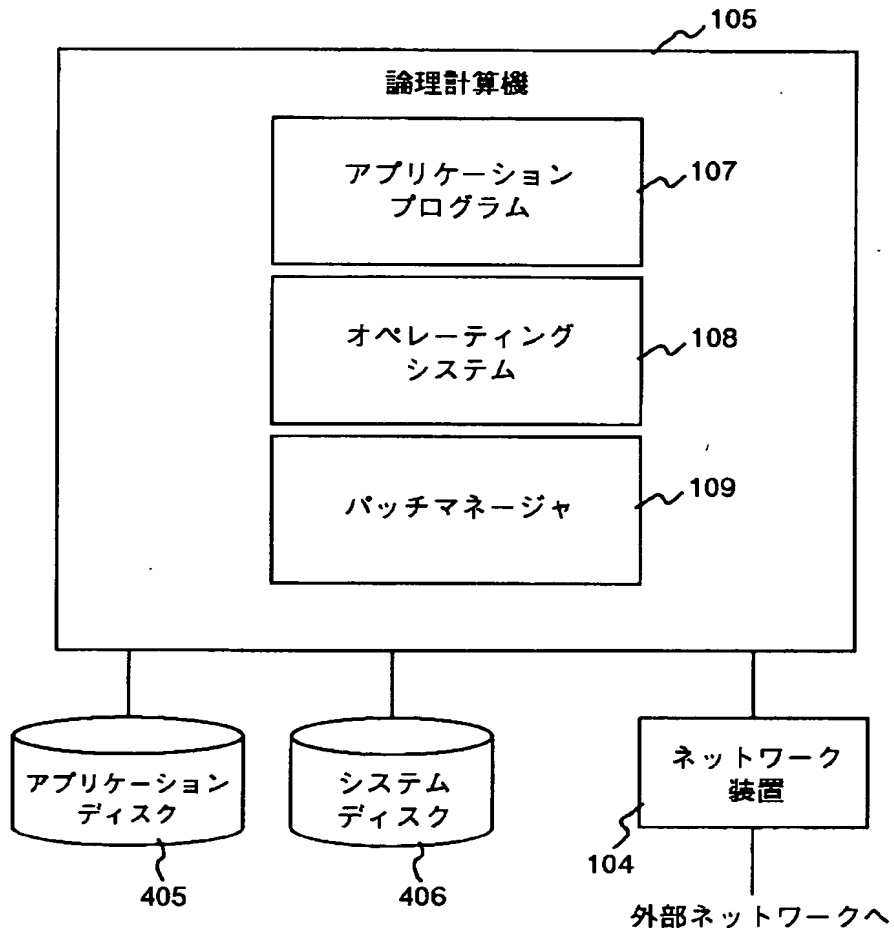 105
論理計算機
アプリケーション
プログラム
107
オペレーティング
システム
108
パッチマネージャ
109
アプリケーション
ディスク
405
システム
ディスク
406
ネットワーク
装置
104
外部ネットワークへ